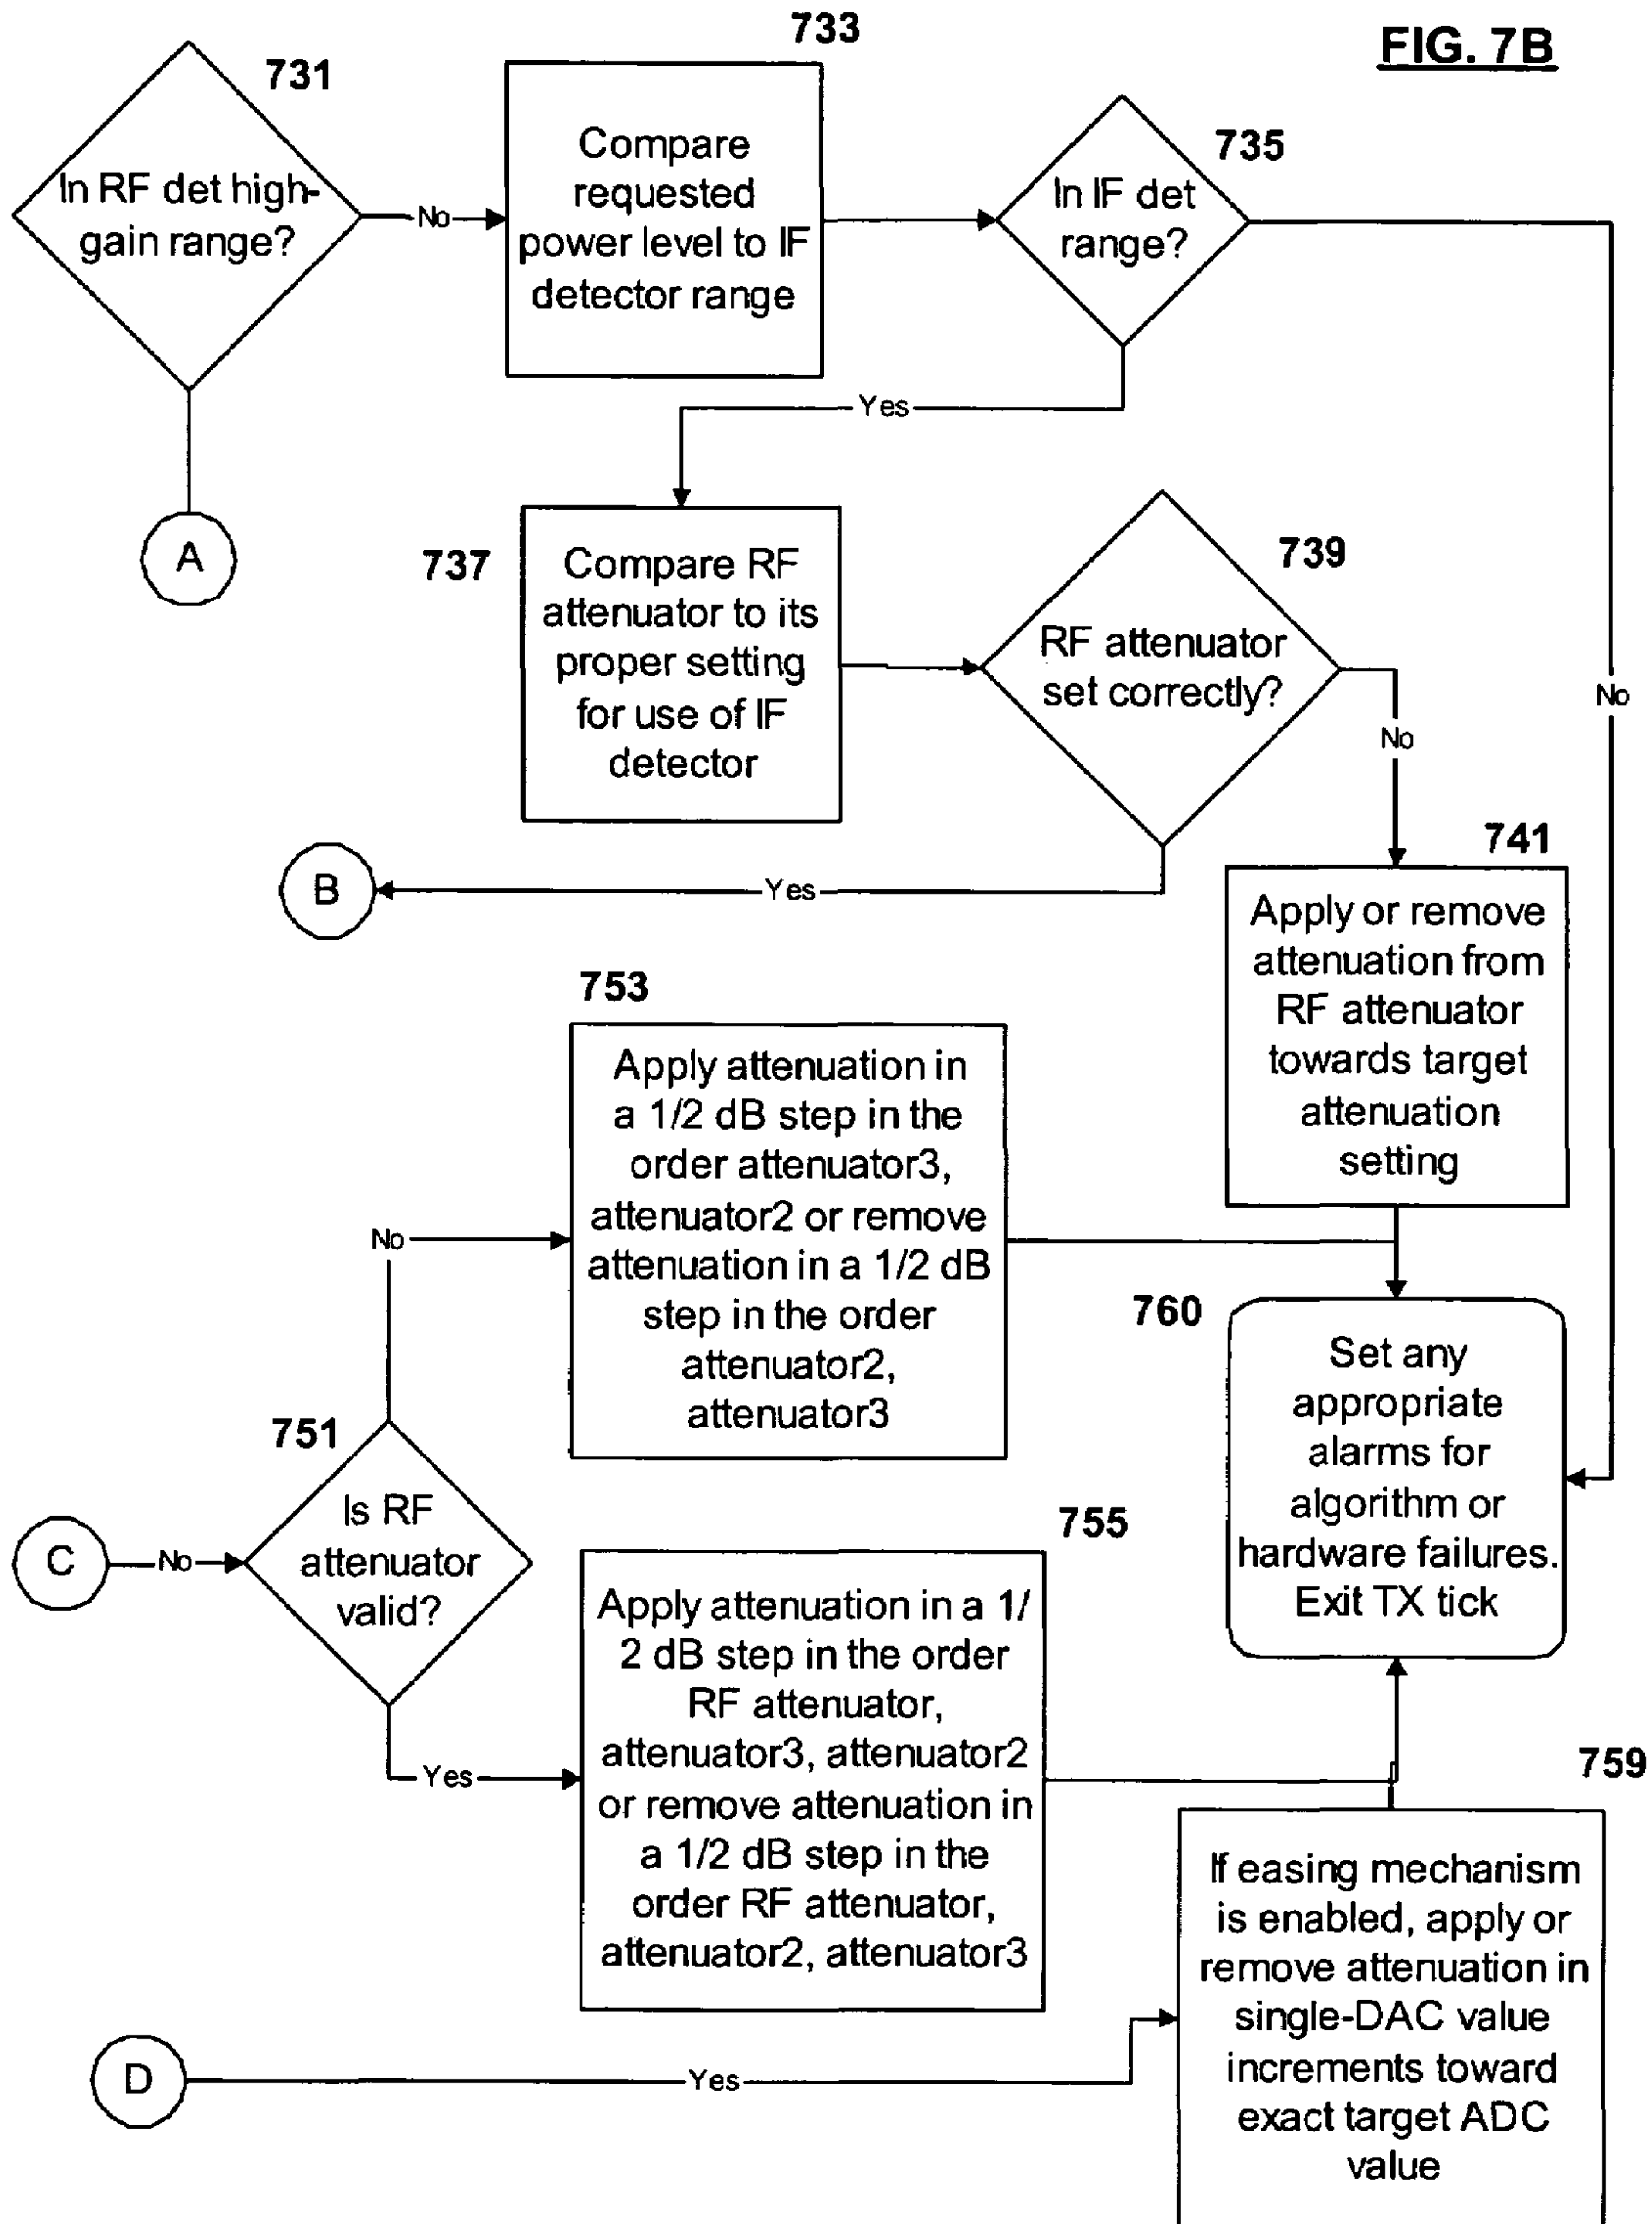 FIG. 7B
731
In RF det high-
gain range?
No
733
Compare
requested
power level to IF
detector range
735
In IF det
range?
No
Yes
A
737
Compare RF
attenuator to its
proper setting
for use of IF
detector
739
RF attenuator
set correctly?
No
Yes
B
741
Apply or remove
attenuation from
RF attenuator
towards target
attenuation
setting
753
Apply attenuation in
a 1/2 dB step in the
order attenuator3,
attenuator2 or remove
attenuation in a 1/2 dB
step in the order
attenuator2,
attenuator3
No
760
Set any
appropriate
alarms for
algorithm or
hardware failures.
Exit TX tick
751
Is RF
attenuator
valid?
C
No
Yes
755
Apply attenuation in a 1/
2 dB step in the order
RF attenuator,
attenuator3, attenuator2
or remove attenuation in
a 1/2 dB step in the
order RF attenuator,
attenuator2, attenuator3
759
If easing mechanism
is enabled, apply or
remove attenuation in
single-DAC value
increments toward
exact target ADC
value
D
Yes